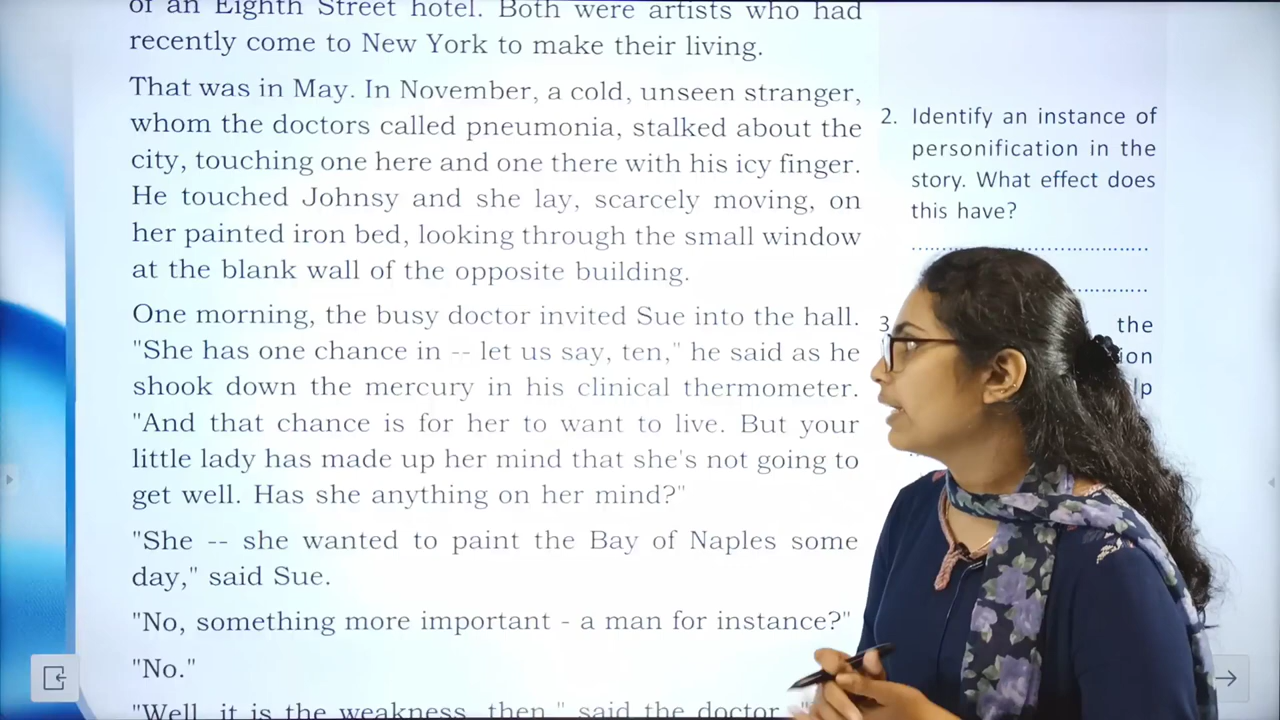 of an Eighth Street hotel. Both were artists who had
recently come to New York to make their living.
That was in May. In November, a cold, unseen stranger,
whom the doctors called pneumonia, stalked about the
city, touching one here and one there with his icy finger.
He touched Johnsy and she lay, scarcely moving, on
her painted iron bed, looking through the small window
at the blank wall of the opposite building.
One morning, the busy doctor invited Sue into the hall.
"She has one chance in -- let us say, ten," he said as he
shook down the mercury in his clinical thermometer.
"And that chance is for her to want to live. But your
little lady has made up her mind that she's not going to
get well. Has she anything on her mind?"
"She -- she wanted to paint the Bay of Naples some
day," said Sue.
"No, something more important - a man for instance?"
"No."
"Well, it is the weakness, then," said the doctor. "
2. Identify an instance of
personification in the
story. What effect does
this have?
3. the